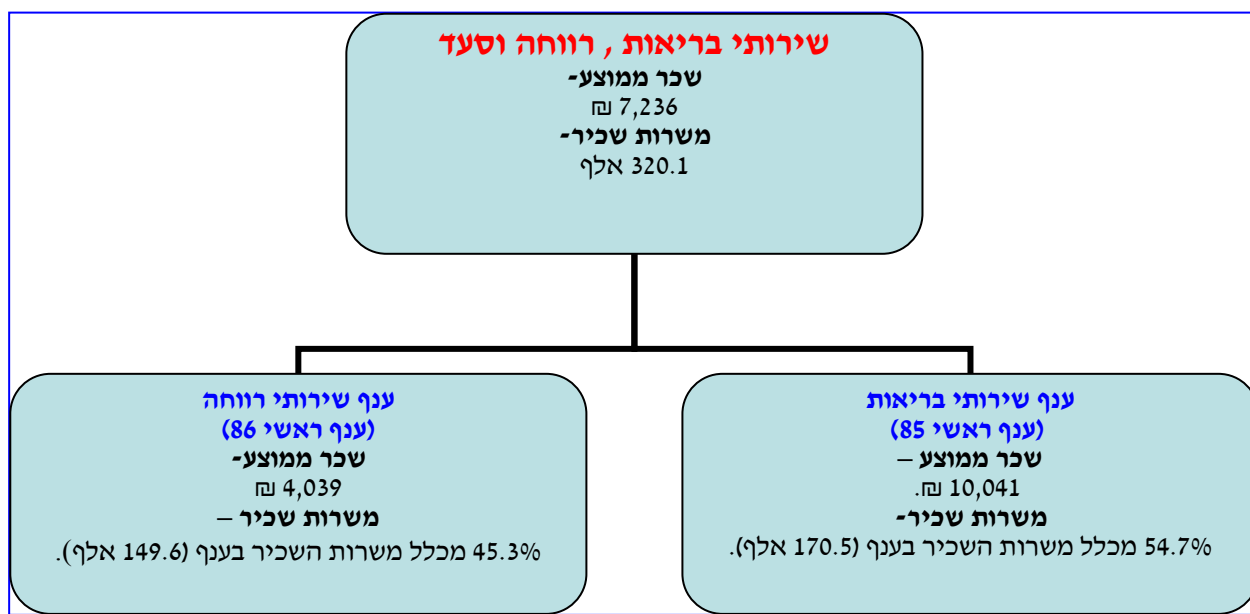 שירותי בריאות , רווחה וסעד
שכר ממוצע-
7,236 ₪
משרות שכיר-
320.1 אלף
ענף שירותי בריאות
(ענף ראשי 85)
שכר ממוצע –
10,041 ₪.
משרות שכיר-
54.7% מכלל משרות השכיר בענף (170.5 אלף).
ענף שירותי רווחה
(ענף ראשי 86)
שכר ממוצע-
4,039 ₪
משרות שכיר –
45.3% מכלל משרות השכיר בענף (149.6 אלף).